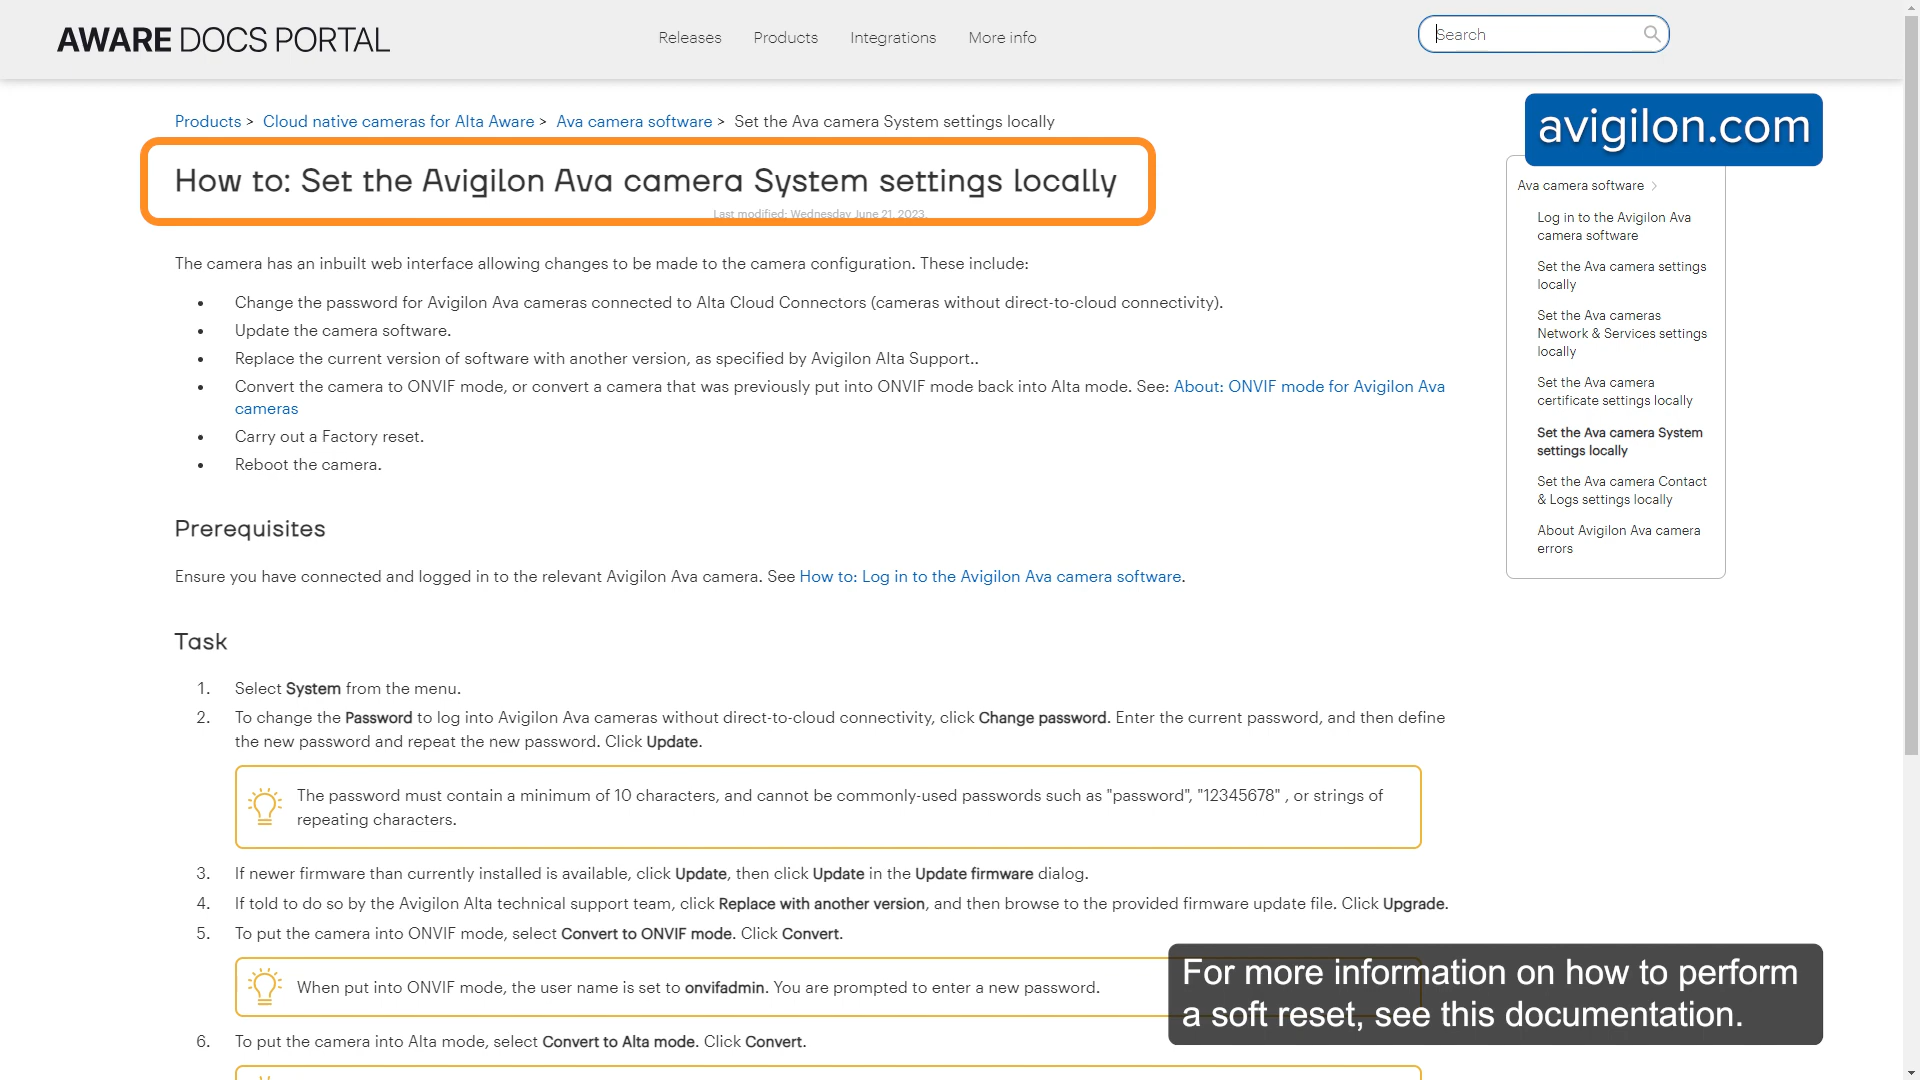 AWARE DOCS PORTAL
Releases
Products
Integrations
More info
Search
avigilon.com
Products > Cloud native cameras for Alta Aware > Ava camera software > Set the Ava camera System settings locally
How to: Set the Avigilon Ava camera System settings locally
Last modified: Wednesday June 21, 2023.
The camera has an inbuilt web interface allowing changes to be made to the camera configuration. These include:
• Change the password for Avigilon Ava cameras connected to Alta Cloud Connectors (cameras without direct-to-cloud connectivity).
• Update the camera software.
• Replace the current version of software with another version, as specified by Avigilon Alta Support..
• Convert the camera to ONVIF mode, or convert a camera that was previously put into ONVIF mode back into Alta mode. See: About: ONVIF mode for Avigilon Ava
cameras
• Carry out a Factory reset.
• Reboot the camera.
Prerequisites
Ensure you have connected and logged in to the relevant Avigilon Ava camera. See How to: Log in to the Avigilon Ava camera software.
Task
1. Select System from the menu.
2. To change the Password to log into Avigilon Ava cameras without direct-to-cloud connectivity, click Change password. Enter the current password, and then define
the new password and repeat the new password. Click Update.
The password must contain a minimum of 10 characters, and cannot be commonly-used passwords such as "password", "12345678" , or strings of
repeating characters.
3. If newer firmware than currently installed is available, click Update, then click Update in the Update firmware dialog.
4. If told to do so by the Avigilon Alta technical support team, click Replace with another version, and then browse to the provided firmware update file. Click Upgrade.
5. To put the camera into ONVIF mode, select Convert to ONVIF mode. Click Convert.
When put into ONVIF mode, the user name is set to onvifadmin. You are prompted to enter a new password.
6. To put the camera into Alta mode, select Convert to Alta mode. Click Convert.
Ava camera software >
Log in to the Avigilon Ava
camera software
Set the Ava camera settings
locally
Set the Ava cameras
Network & Services settings
locally
Set the Ava camera
certificate settings locally
Set the Ava camera System
settings locally
Set the Ava camera Contact
& Logs settings locally
About Avigilon Ava camera
errors
For more information on how to perform
a soft reset, see this documentation.